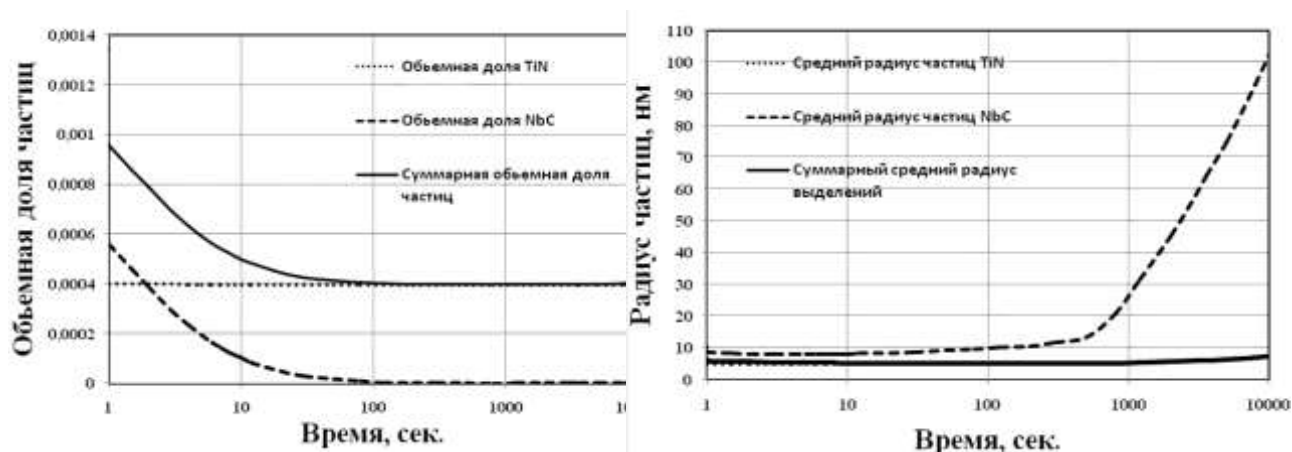 Обьемная доля частиц
0,0014
0,0012
0,001
0,0008
0,0006
0,0004
0,0002
0
Обьемная доля TiN
Обьемная доля NbC
Суммарная обьемная доля
частиц
1
10
100
1000
10
Время, сек.
Радиус частиц, нм
110
100
90
80
70
60
50
40
30
20
10
0
Средний радиус частиц TiN
Средний радиус частиц NbC
Суммарный средний радиус
выделений
1
10
100
1000
10000
Время, сек.